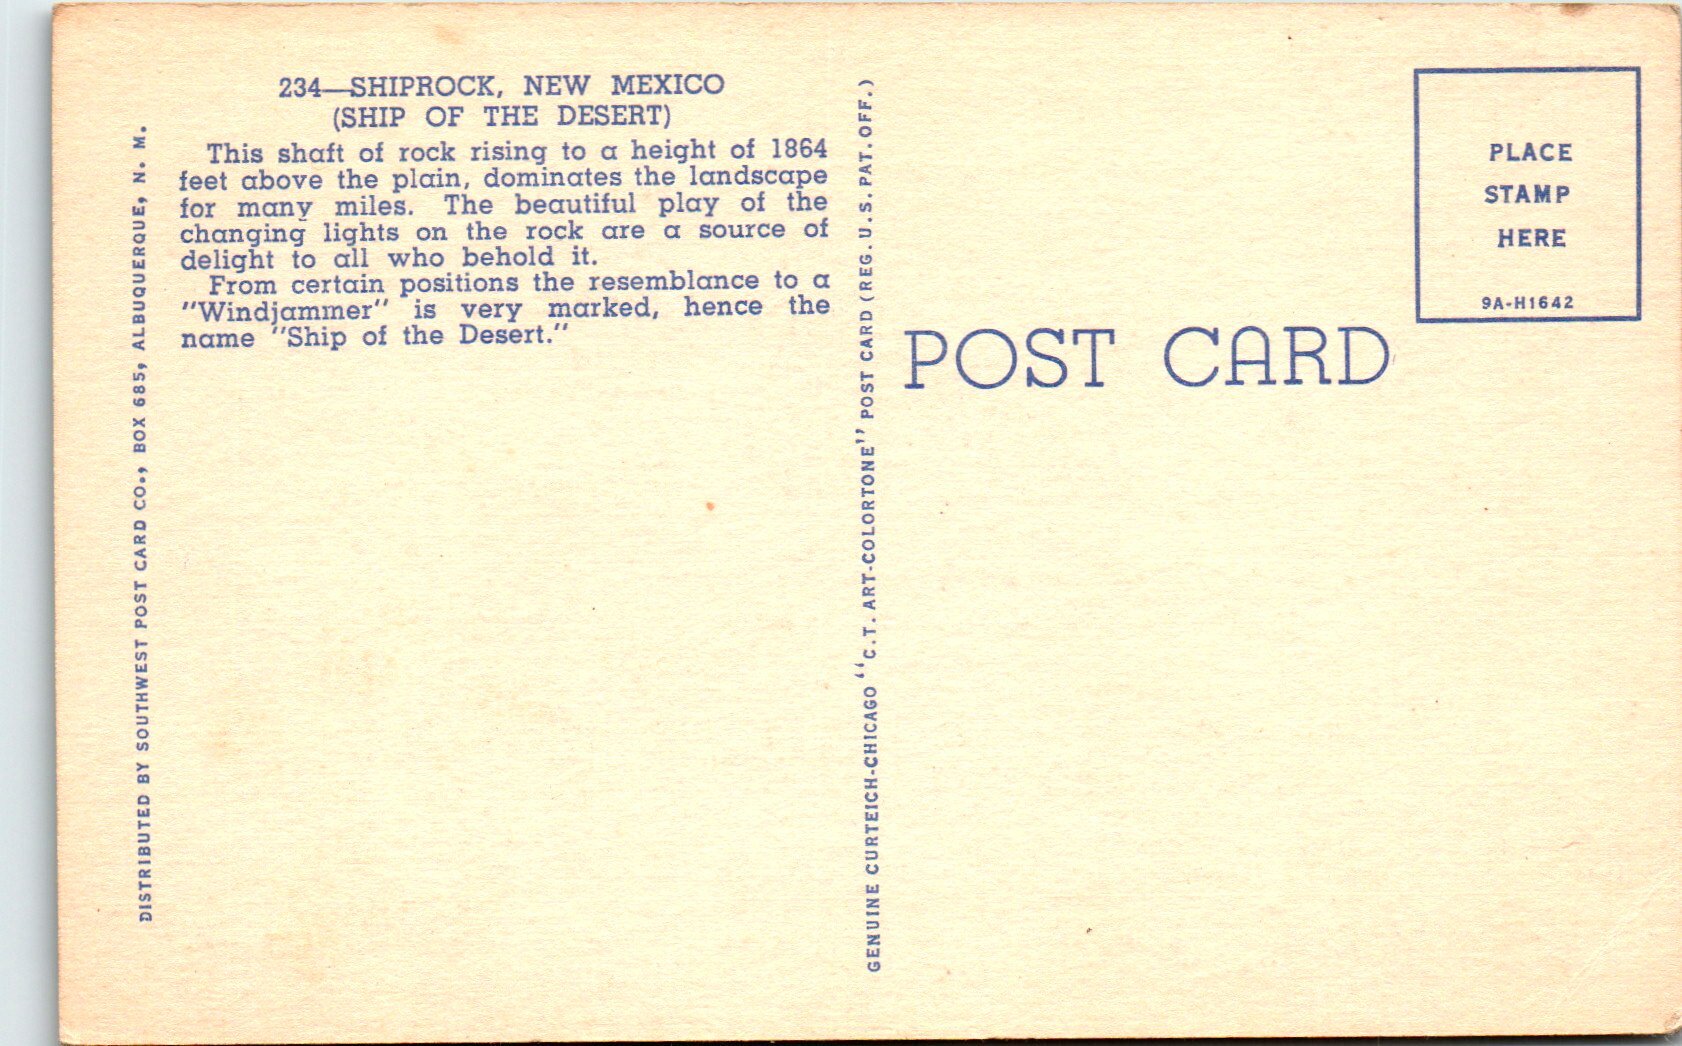 234—SHIPROCK, NEW MEXICO
(SHIP OF THE DESERT)
This shaft of rock rising to a height of 1864
feet above the plain, dominates the landscape
for many miles. The beautiful play of the
changing lights on the rock are a source of
delight to all who behold it.
From certain positions the resemblance to a
"Windjammer" is very marked, hence the
name "Ship of the Desert."
DISTRIBUTED BY SOUTHWEST POST CARD CO., BOX 685, ALBUQUERQUE, N. M.
GENUINE CURTEICH-CHICAGO "C.T. ART-COLORTONE" POST CARD (REG. U.S. PAT. OFF.)
POST CARD
PLACE
STAMP
HERE
9A-H1642